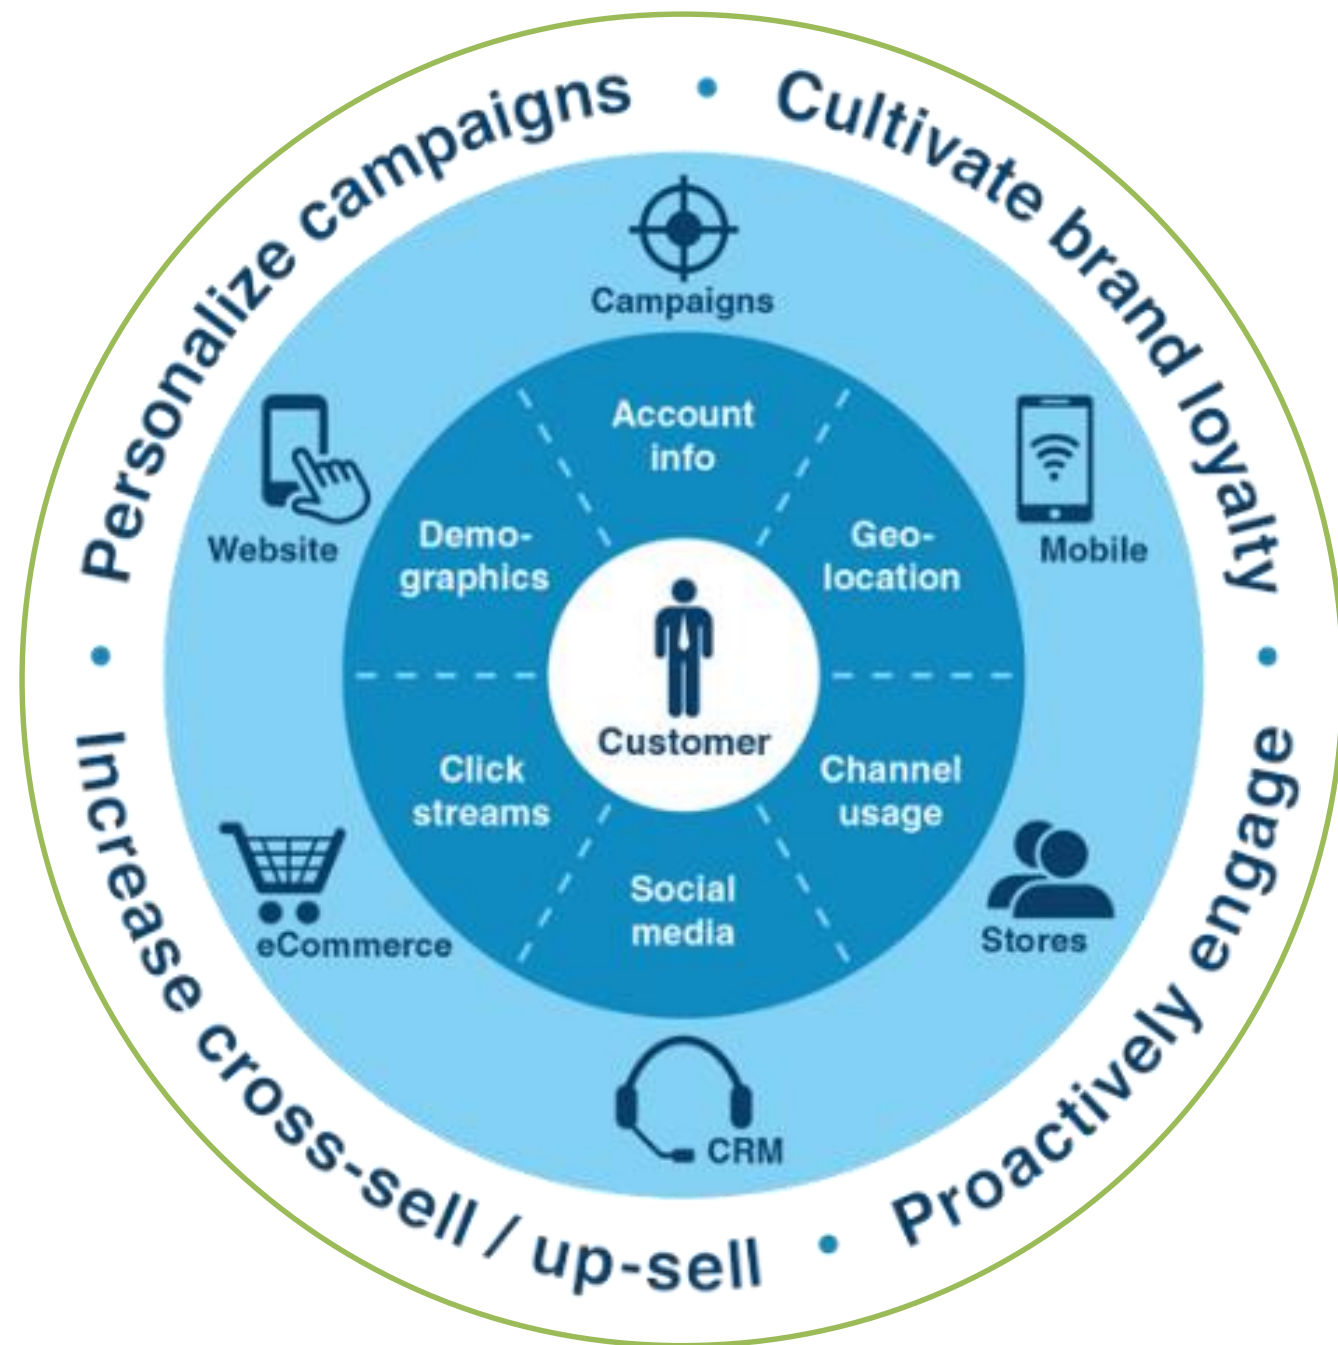 Personalize campaigns
•
Cultivate brand loyalty
•
Proactively engage
•
Increase cross-sell / up-sell
•
Campaigns
Mobile
Stores
CRM
eCommerce
Website
Account
info
Geo-
location
Channel
usage
Social
media
Click
streams
Demo-
graphics
Customer